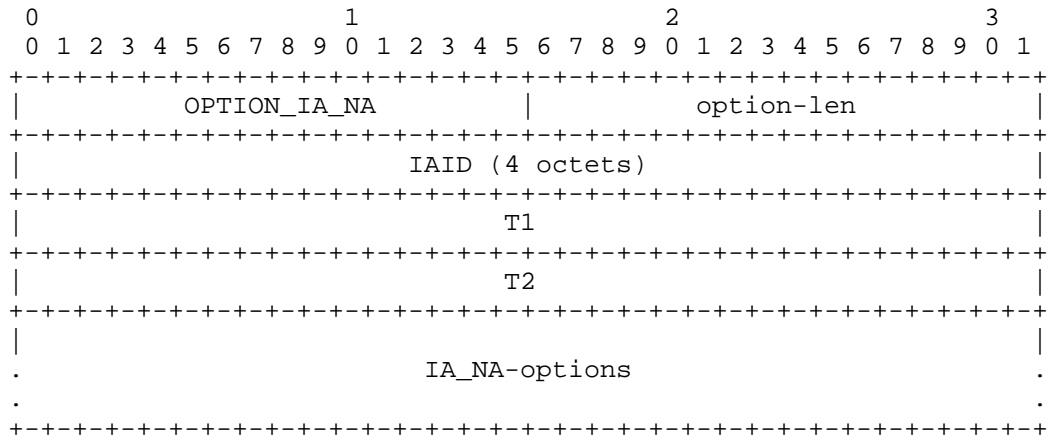 0                   1                   2                   3
 0 1 2 3 4 5 6 7 8 9 0 1 2 3 4 5 6 7 8 9 0 1 2 3 4 5 6 7 8 9 0 1
+-+-+-+-+-+-+-+-+-+-+-+-+-+-+-+-+-+-+-+-+-+-+-+-+-+-+-+-+-+-+-+-+
|          OPTION_IA_NA         |          option-len           |
+-+-+-+-+-+-+-+-+-+-+-+-+-+-+-+-+-+-+-+-+-+-+-+-+-+-+-+-+-+-+-+-+
|                        IAID (4 octets)                        |
+-+-+-+-+-+-+-+-+-+-+-+-+-+-+-+-+-+-+-+-+-+-+-+-+-+-+-+-+-+-+-+-+
|                              T1                               |
+-+-+-+-+-+-+-+-+-+-+-+-+-+-+-+-+-+-+-+-+-+-+-+-+-+-+-+-+-+-+-+-+
|                              T2                               |
+-+-+-+-+-+-+-+-+-+-+-+-+-+-+-+-+-+-+-+-+-+-+-+-+-+-+-+-+-+-+-+-+
|                                                               |
.                         IA_NA-options                         .
.                                                               .
+-+-+-+-+-+-+-+-+-+-+-+-+-+-+-+-+-+-+-+-+-+-+-+-+-+-+-+-+-+-+-+-+